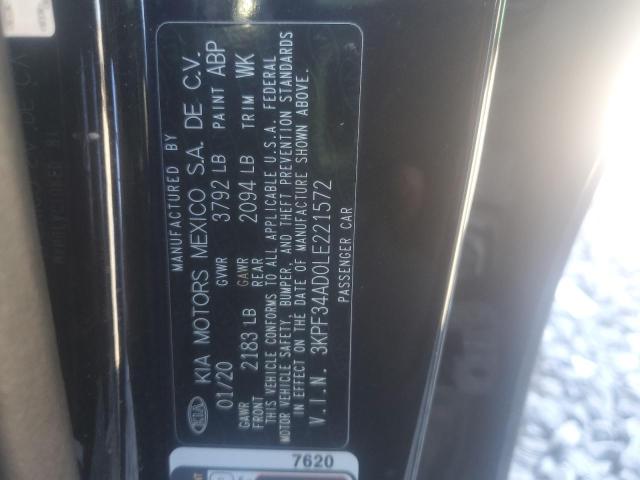 MANUFACTURED BY
KIA KIA MOTORS MEXICO S.A. DE C.V.
01/20 GVWR 3792 LB PAINT ABP
GAWR FRONT 2183 LB GAWR REAR 2094 LB TRIM WK
THIS VEHICLE CONFORMS TO ALL APPLICABLE U.S.A. FEDERAL
MOTOR VEHICLE SAFETY, BUMPER, AND THEFT PREVENTION STANDARDS
IN EFFECT ON THE DATE OF MANUFACTURE SHOWN ABOVE.
V.I.N. 3KPF34AD0LE221572
PASSENGER CAR
7620